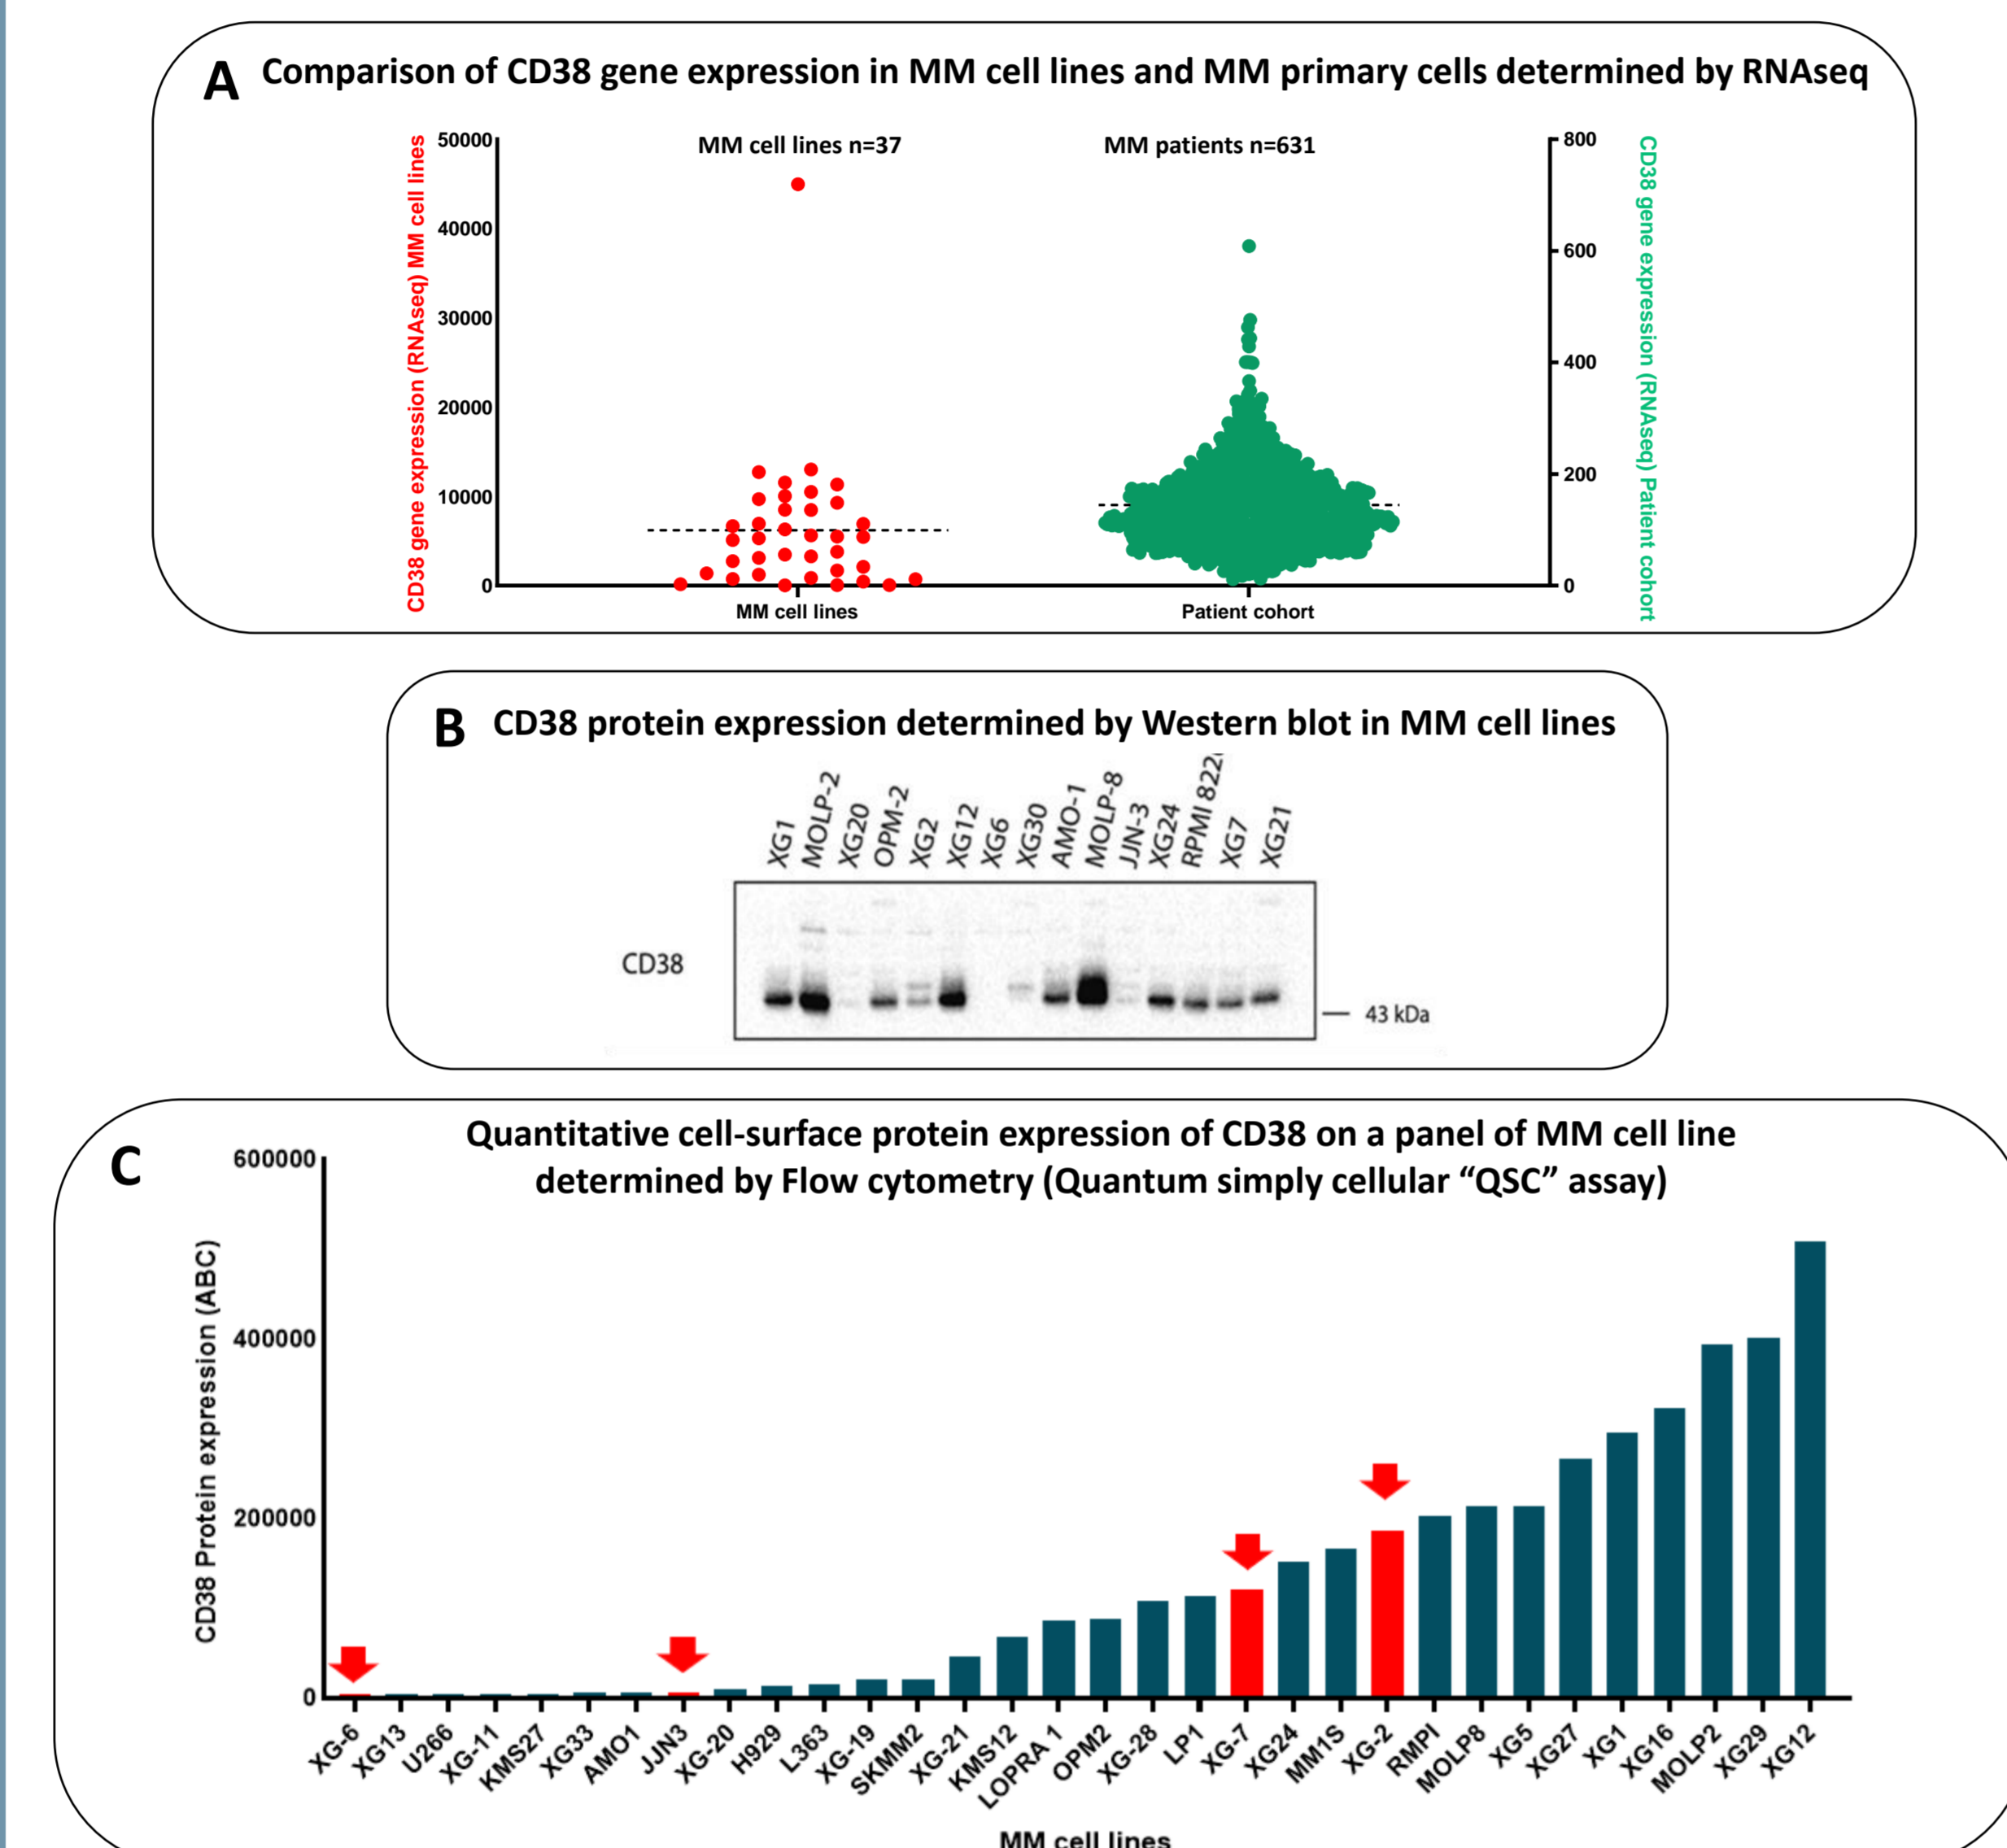 A Comparison of CD38 gene expression in MM cell lines and MM primary cells determined by RNAseq
CD38 gene expression (RNAseq) MM cell lines
50000
40000
30000
20000
10000
0
MM cell lines n=37
MM patients n=631
MM cell lines
Patient cohort
800
600
400
200
0
CD38 gene expression (RNAseq) Patient cohort
B CD38 protein expression determined by Western blot in MM cell lines
XG1
MOLP-2
XG20
OPM-2
XG2
XG12
XG6
XG30
AMO-1
MOLP-8
JJN-3
XG24
RPMI 822
XG7
XG21
CD38
43 kDa
C
Quantitative cell-surface protein expression of CD38 on a panel of MM cell line
determined by Flow cytometry (Quantum simply cellular “QSC” assay)
CD38 Protein expression (ABC)
600000
400000
200000
0
XG-6
XG13
U266
XG-11
KMS27
XG33
AMO1
JJN3
XG-20
H929
L363
XG-19
SKMM2
XG-21
KMS12
LOPRA 1
OPM2
XG-28
LP1
XG-7
XG24
MM1S
XG-2
RMPI
MOLP8
XG5
XG27
XG1
XG16
MOLP2
XG29
XG12
MM cell lines